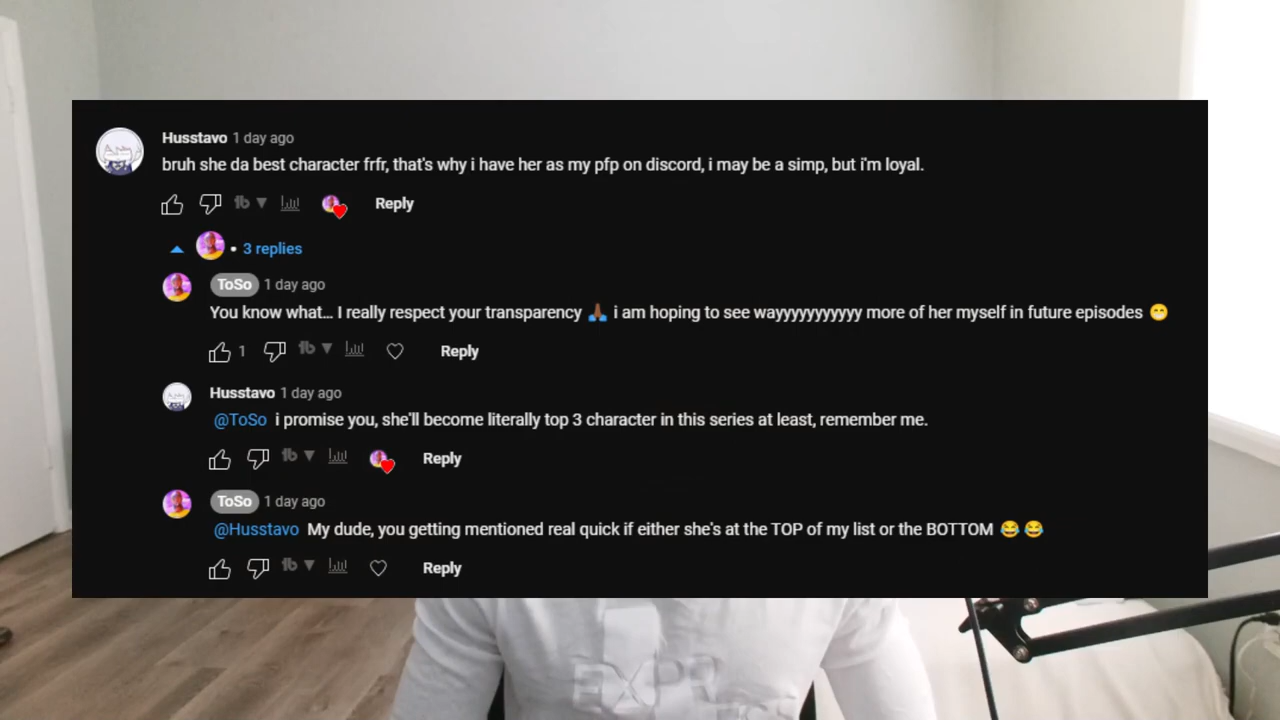 Husstavo 1 day ago
bruh she da best character frfr, that's why i have her as my pfp on discord, i may be a simp, but i'm loyal.
Reply
• 3 replies
ToSo 1 day ago
You know what... I really respect your transparency 🙏🏾 i am hoping to see wayyyyyyyyyy more of her myself in future episodes 😁
1 Reply
Husstavo 1 day ago
@ToSo i promise you, she'll become literally top 3 character in this series at least, remember me.
Reply
ToSo 1 day ago
@Husstavo My dude, you getting mentioned real quick if either she's at the TOP of my list or the BOTTOM 😂 😂
Reply
EXPR